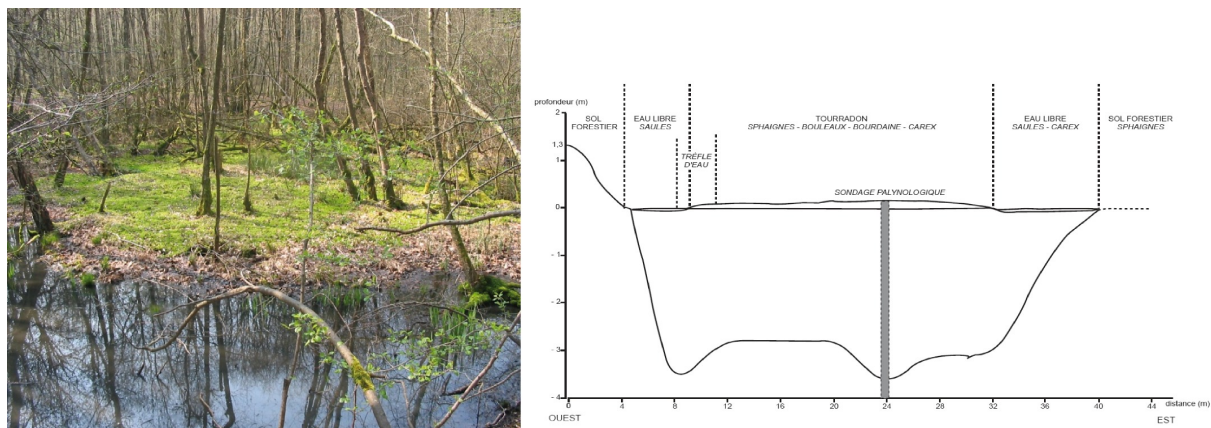 profondeur (m)
2
1,3
1
0
- 1
- 2
- 3
- 4
SOL
FORESTIER
EAU LIBRE
SAULES
TRÈFLE
D'EAU
TOURRADON
SPHAIGNES - BOULEAUX - BOURDAINE - CAREX
EAU LIBRE
SAULES - CAREX
SOL FORESTIER
SPHAIGNES
SONDAGE PALYNOLOGIQUE
0 4 8 12 16 20 24 28 32 36 40 44
distance (m)
OUEST
EST